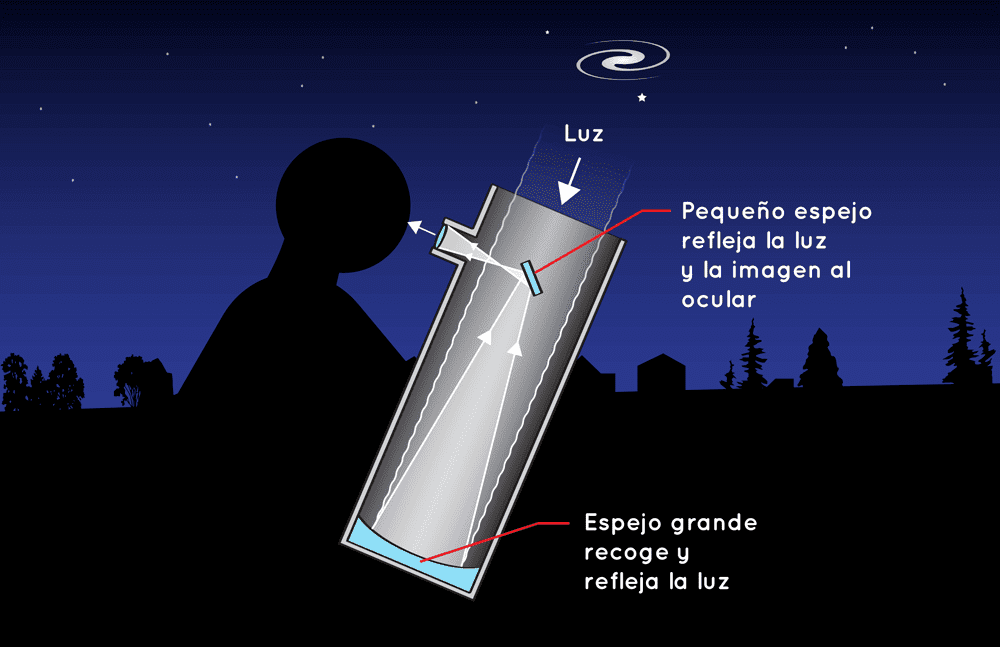 Luz
Pequeño espejo
refleja la luz
y la imagen al
ocular
Espejo grande
recoge y
refleja la luz